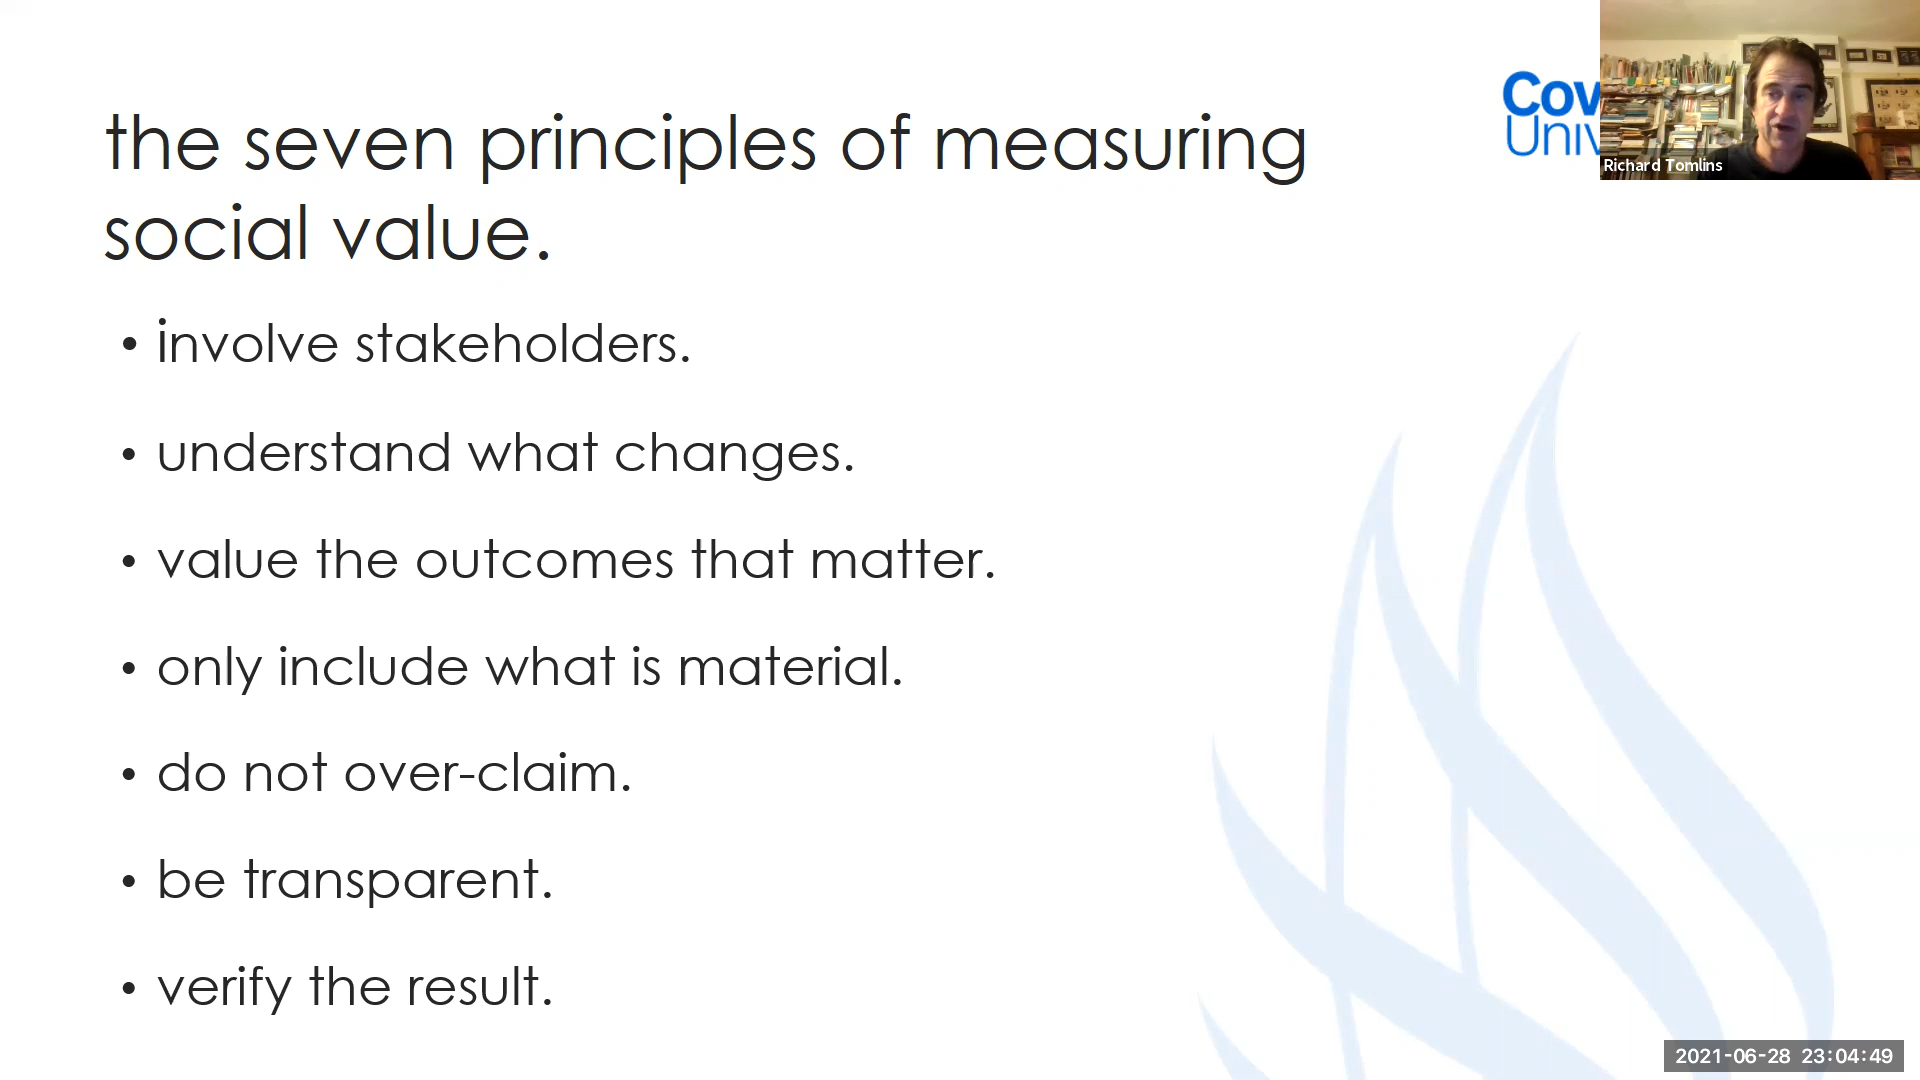 the seven principles of measuring
social value.
• involve stakeholders.
• understand what changes.
• value the outcomes that matter.
• only include what is material.
• do not over-claim.
• be transparent.
• verify the result.
Cov
Univ
Richard Tomlins
2021-06-28 23:04:49